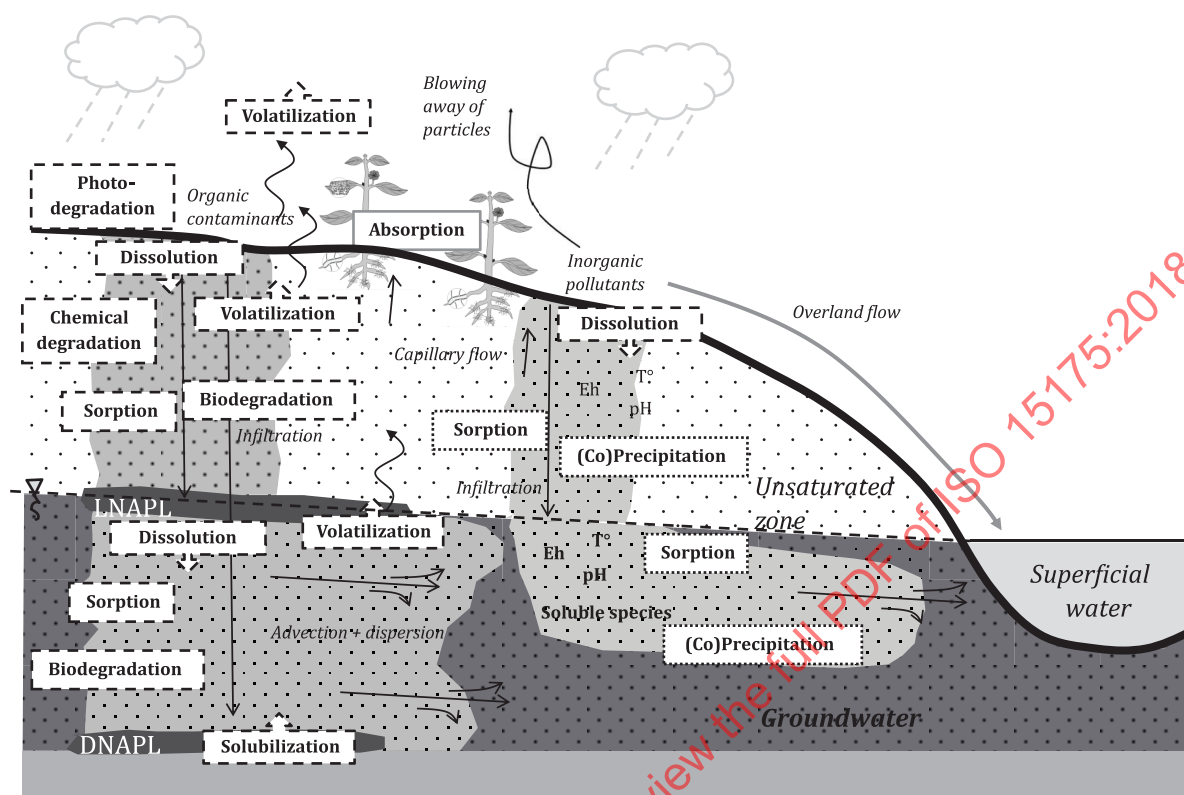 Blowing
away of
particles
Volatilization
Photo-
degradation
Organic
contaminants
Absorption
Dissolution
Inorganic
pollutants
Chemical
degradation
Volatilization
Dissolution
Overland flow
Capillary flow
Eh
T°
pH
Sorption
Biodegradation
Infiltration
Sorption
(Co)Precipitation
Infiltration
Unsaturated
zone
LNAPL
Dissolution
Volatilization
Eh
T°
pH
Sorption
Superficial
water
Sorption
Soluble species
Advection + dispersion
(Co)Precipitation
Biodegradation
Groundwater
DNAPL
Solubilization
view the full PDF of ISO 15175:2018